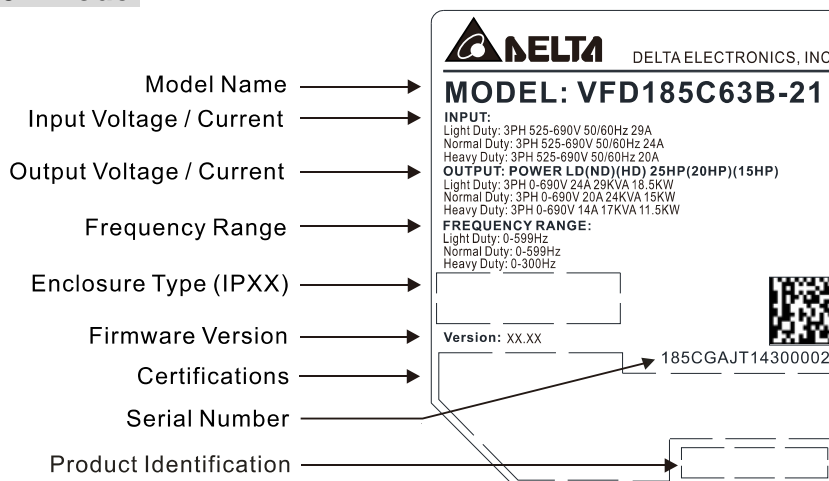 DELTA
DELTA ELECTRONICS, INC
MODEL: VFD185C63B-21
INPUT:
Light Duty: 3PH 525-690V 50/60Hz 29A
Normal Duty: 3PH 525-690V 50/60Hz 24A
Heavy Duty: 3PH 525-690V 50/60Hz 20A
OUTPUT: POWER LD(ND)(HD) 25HP(20HP)(15HP)
Light Duty: 3PH 0-690V 24A 29KVA 18.5KW
Normal Duty: 3PH 0-690V 20A 24KVA 15KW
Heavy Duty: 3PH 0-690V 14A 17KVA 11.5KW
FREQUENCY RANGE:
Light Duty: 0-599Hz
Normal Duty: 0-599Hz
Heavy Duty: 0-300Hz
Version: XX.XX
185CGAJT14300002
Model Name
Input Voltage / Current
Output Voltage / Current
Frequency Range
Enclosure Type (IPXX)
Firmware Version
Certifications
Serial Number
Product Identification